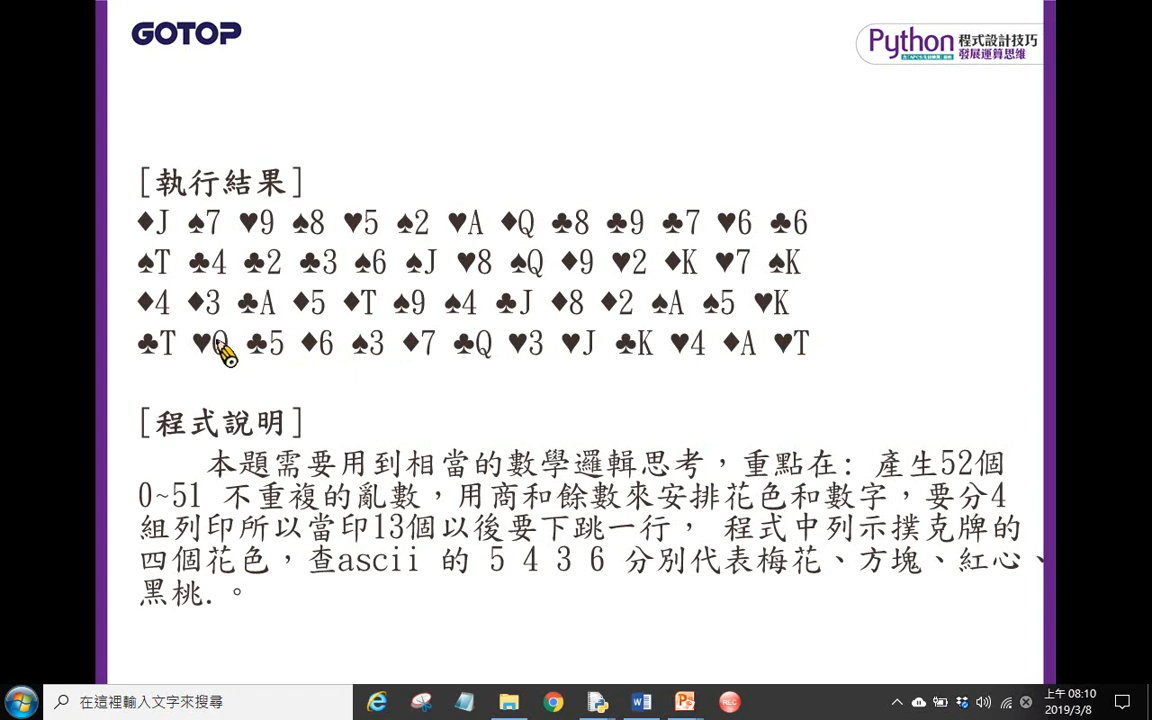 GOTOP
Python 程式設計技巧
發展運算思維
[執行結果]
♦J ♠7 ♥9 ♠8 ♥5 ♠2 ♥A ♦Q ♣8 ♣9 ♣7 ♥6 ♣6
♠T ♣4 ♣2 ♣3 ♠6 ♠J ♥8 ♠Q ♦9 ♥2 ♦K ♥7 ♠K
♦4 ♦3 ♣A ♦5 ♦T ♠9 ♠4 ♣J ♦8 ♦2 ♠A ♠5 ♥K
♣T ♥Q ♣5 ♦6 ♠3 ♦7 ♣Q ♥3 ♥J ♣K ♥4 ♦A ♥T
[程式說明]
本題需要用到相當的數學邏輯思考，重點在: 產生52個
0~51 不重複的亂數，用商和餘數來安排花色和數字，要分4
組列印所以當印13個以後要下跳一行， 程式中列示撲克牌的
四個花色，查ascii 的 5 4 3 6 分別代表梅花、方塊、紅心、
黑桃.。
在這裡輸入文字來搜尋
REC
上午 08:10
2019/3/8